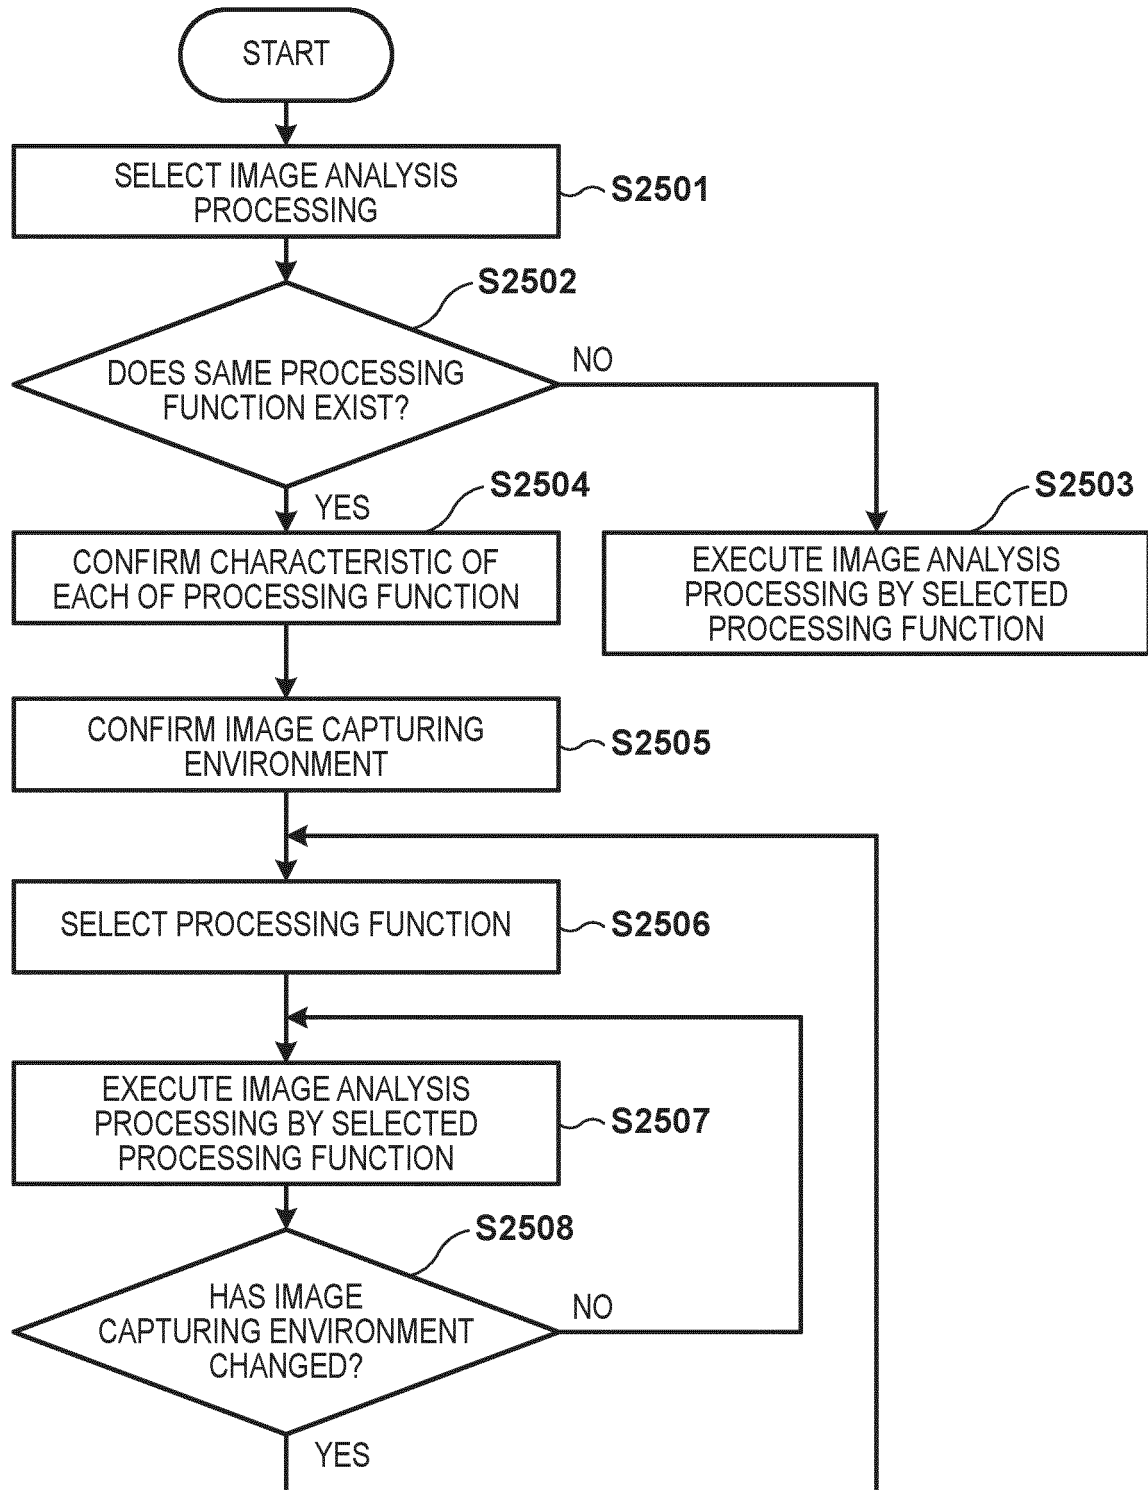 START
SELECT IMAGE ANALYSIS
PROCESSING
S2501
S2502
DOES SAME PROCESSING
FUNCTION EXIST?
NO
YES
S2504
S2503
CONFIRM CHARACTERISTIC OF
EACH OF PROCESSING FUNCTION
EXECUTE IMAGE ANALYSIS
PROCESSING BY SELECTED
PROCESSING FUNCTION
CONFIRM IMAGE CAPTURING
ENVIRONMENT
S2505
SELECT PROCESSING FUNCTION
S2506
EXECUTE IMAGE ANALYSIS
PROCESSING BY SELECTED
PROCESSING FUNCTION
S2507
S2508
HAS IMAGE
CAPTURING ENVIRONMENT
CHANGED?
NO
YES